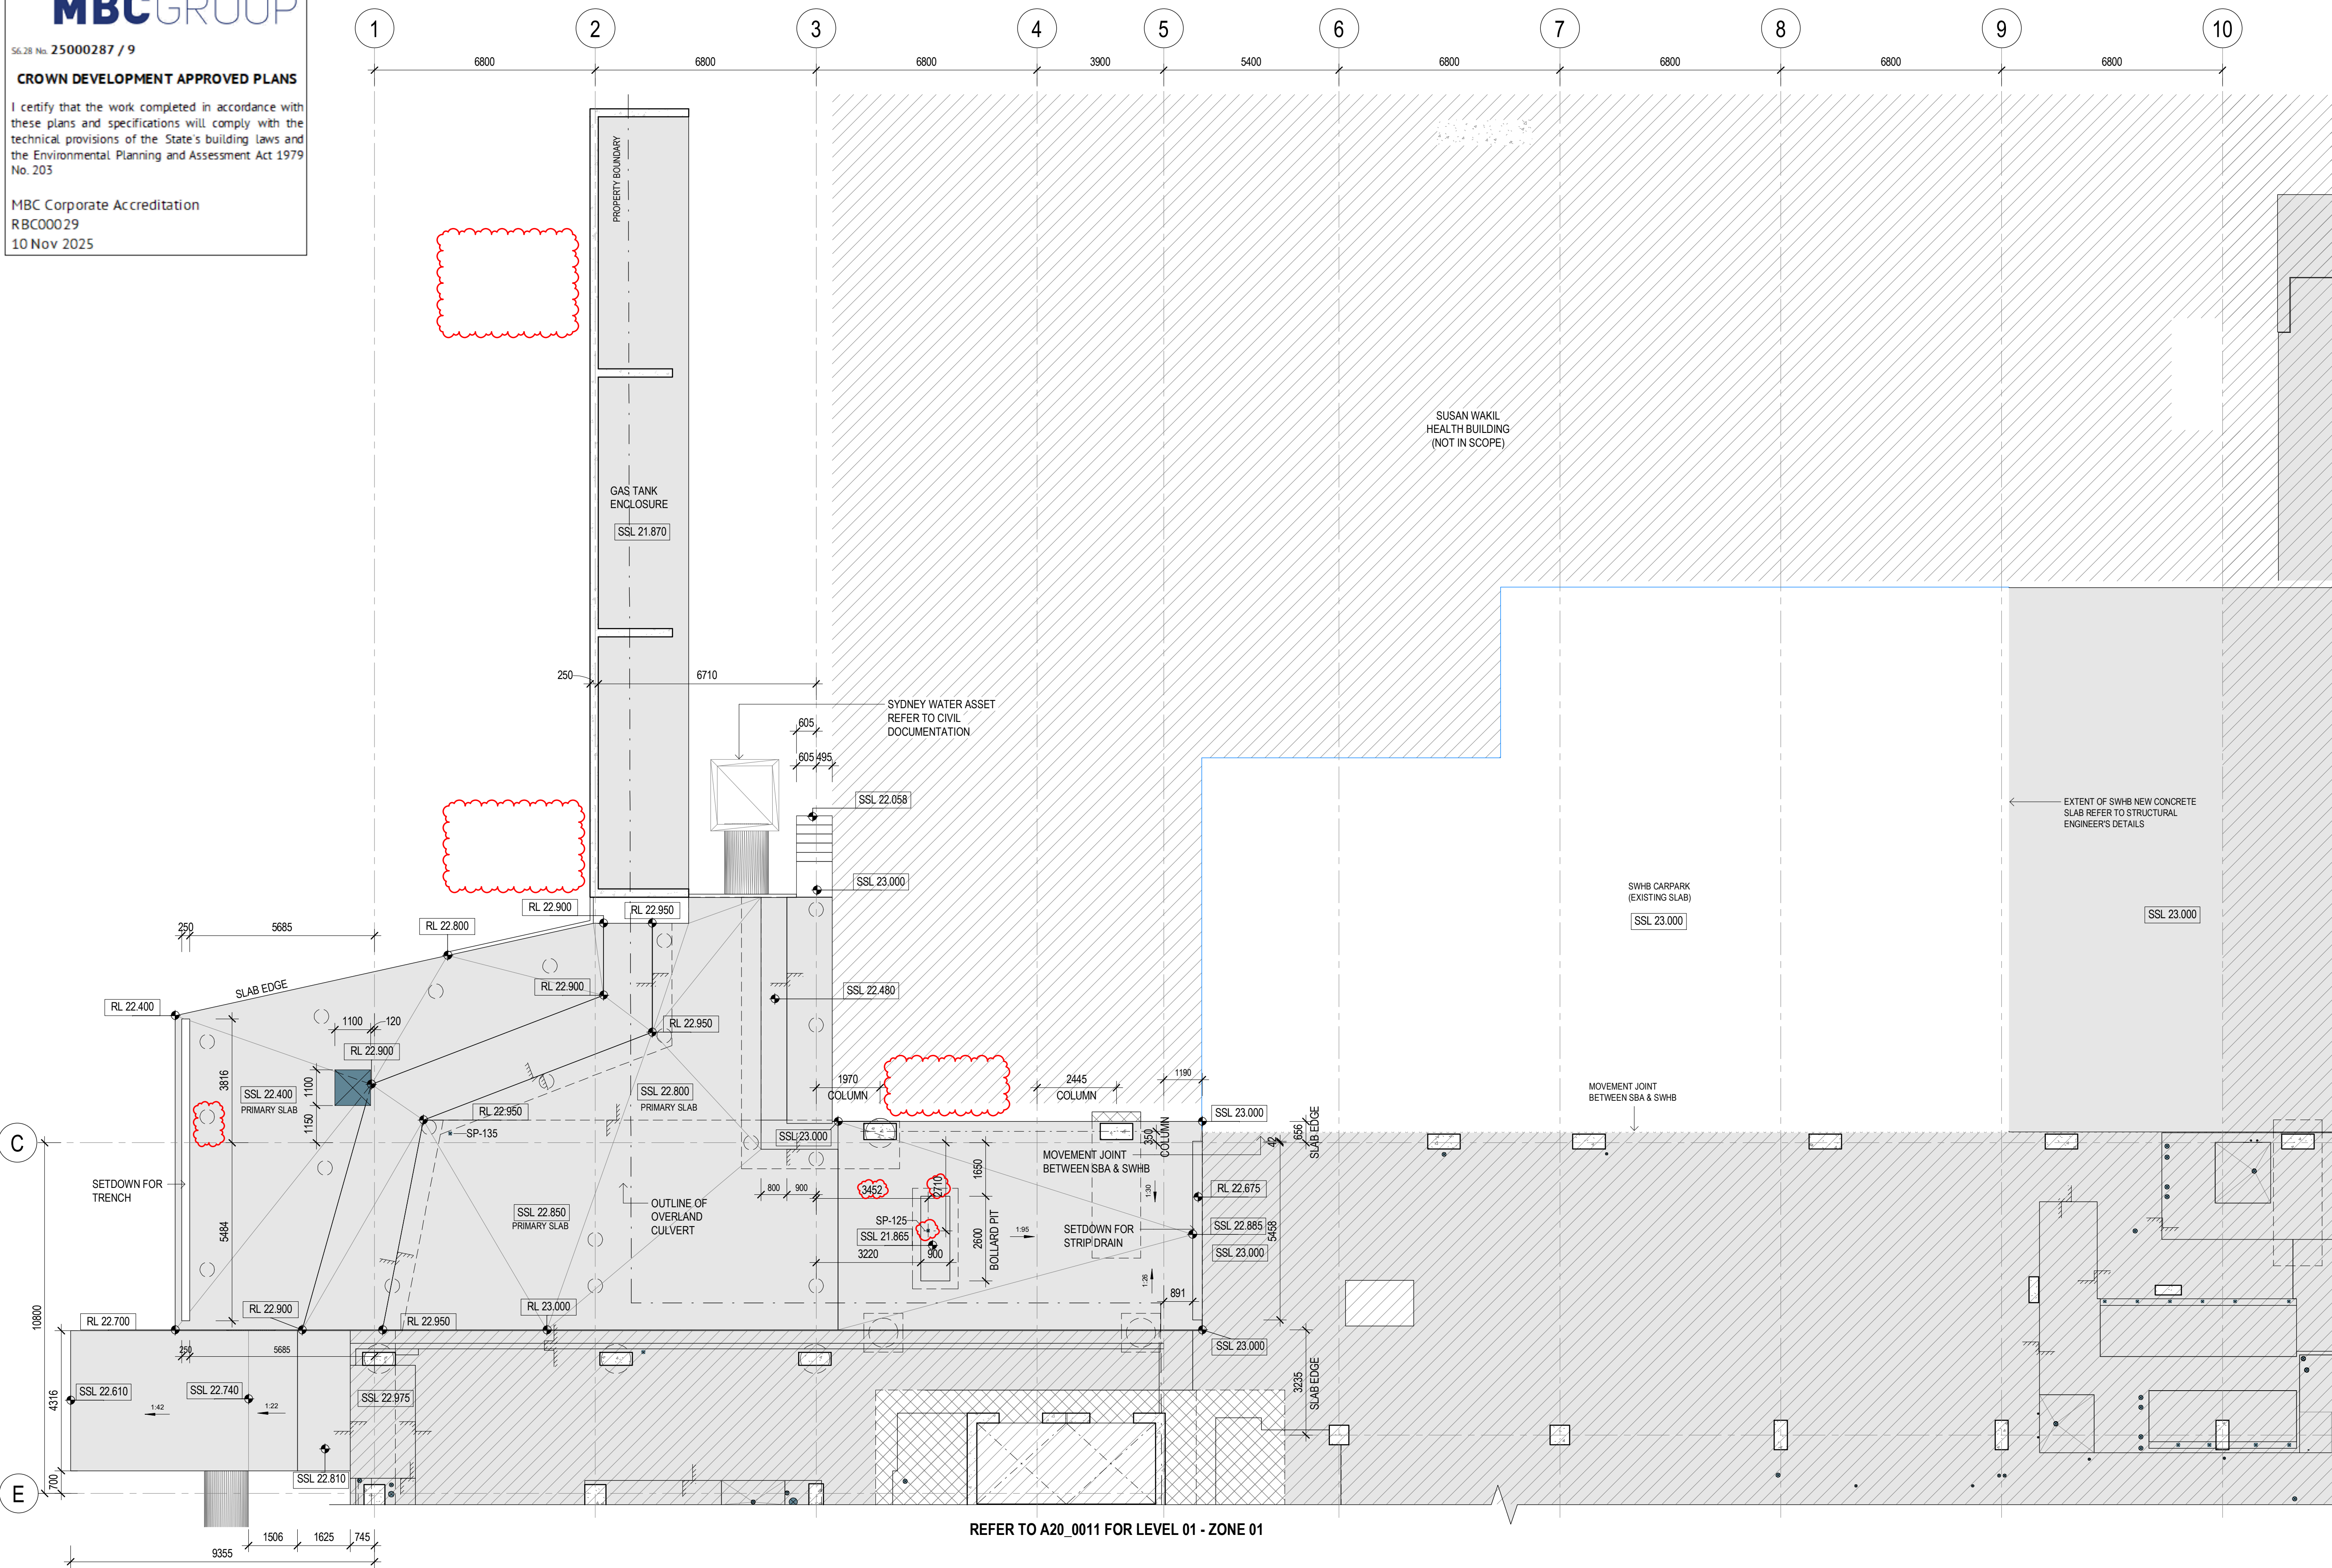 MBCGROUP
S6.28 No. 25000287 / 9
CROWN DEVELOPMENT APPROVED PLANS
I certify that the work completed in accordance with
these plans and specifications will comply with the
technical provisions of the State's building laws and
the Environmental Planning and Assessment Act 1979
No. 203
MBC Corporate Accreditation
RBC00029
10 Nov 2025
1
2
3
4
5
6
7
8
9
10
6800
6800
6800
3900
5400
6800
6800
6800
6800
PROPERTY BOUNDARY
SUSAN WAKIL
HEALTH BUILDING
(NOT IN SCOPE)
GAS TANK
ENCLOSURE
SSL 21.870
250
6710
SYDNEY WATER ASSET
REFER TO CIVIL
DOCUMENTATION
605
605
495
SSL 22.058
EXTENT OF SWHB NEW CONCRETE
SLAB REFER TO STRUCTURAL
ENGINEER'S DETAILS
SSL 23.000
SWHB CARPARK
(EXISTING SLAB)
SSL 23.000
SSL 23.000
RL 22.900
RL 22.950
250
5685
RL 22.800
SLAB EDGE
RL 22.900
SSL 22.480
RL 22.400
1100
120
RL 22.950
RL 22.900
3816
1100
1150
SSL 22.400
PRIMARY SLAB
SSL 22.800
PRIMARY SLAB
1970
COLUMN
2445
COLUMN
1190
MOVEMENT JOINT
BETWEEN SBA & SWHB
RL 22.950
SP-135
SSL 23.000
SSL 23.000
350
COLUMN
42
656
SLAB EDGE
C
MOVEMENT JOINT
BETWEEN SBA & SWHB
SETDOWN FOR
TRENCH
800
900
3452
2710
1650
1:30
RL 22.675
OUTLINE OF
OVERLAND
CULVERT
SSL 22.850
PRIMARY SLAB
SP-125
SSL 21.865
3220
900
2600
BOLLARD PIT
1:95
SETDOWN FOR
STRIP DRAIN
SSL 22.885
SSL 23.000
5458
5484
1:26
891
RL 22.700
RL 22.900
RL 22.950
RL 23.000
SSL 23.000
10800
250
5685
3235
SLAB EDGE
SSL 22.610
SSL 22.740
SSL 22.975
4316
1:42
1:22
SSL 22.810
700
E
REFER TO A20_0011 FOR LEVEL 01 - ZONE 01
1506
1625
745
9355